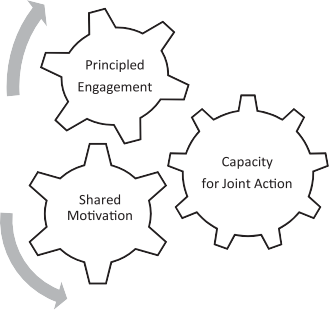 Principled
Engagement
Capacity
for Joint Action
Shared
Motivation